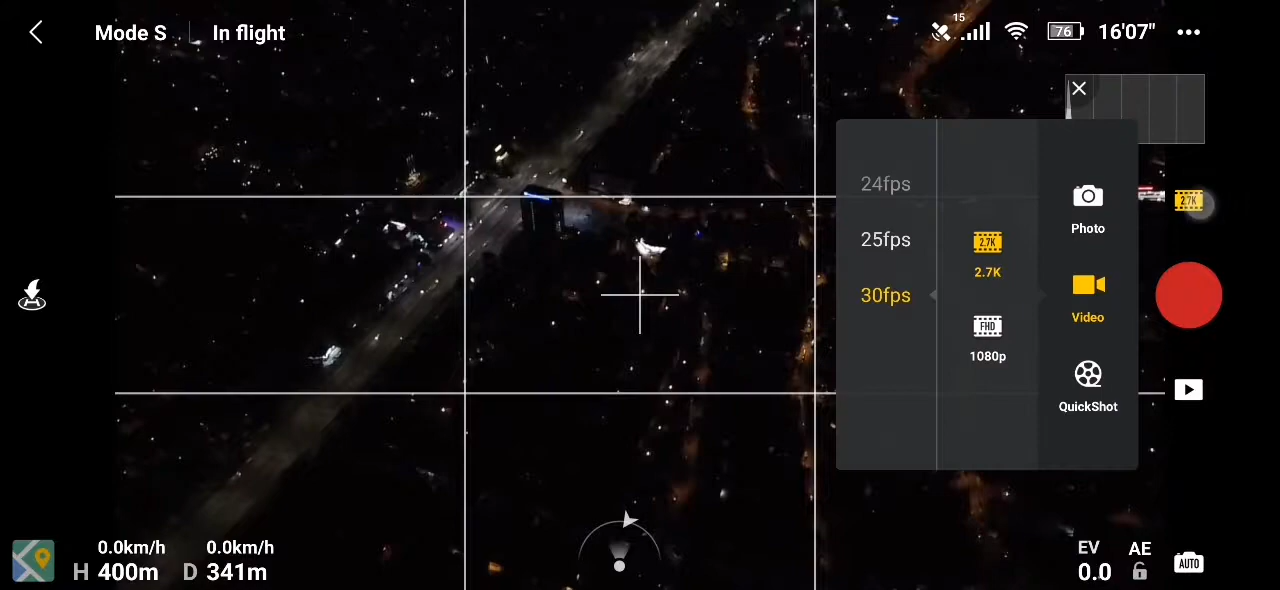 Mode S
In flight
15
76
16'07"
24fps
25fps
30fps
2.7K
2.7K
FHD
1080p
Photo
Video
QuickShot
2.7K
0.0km/h
0.0km/h
H 400m
D 341m
EV
0.0
AE
AUTO